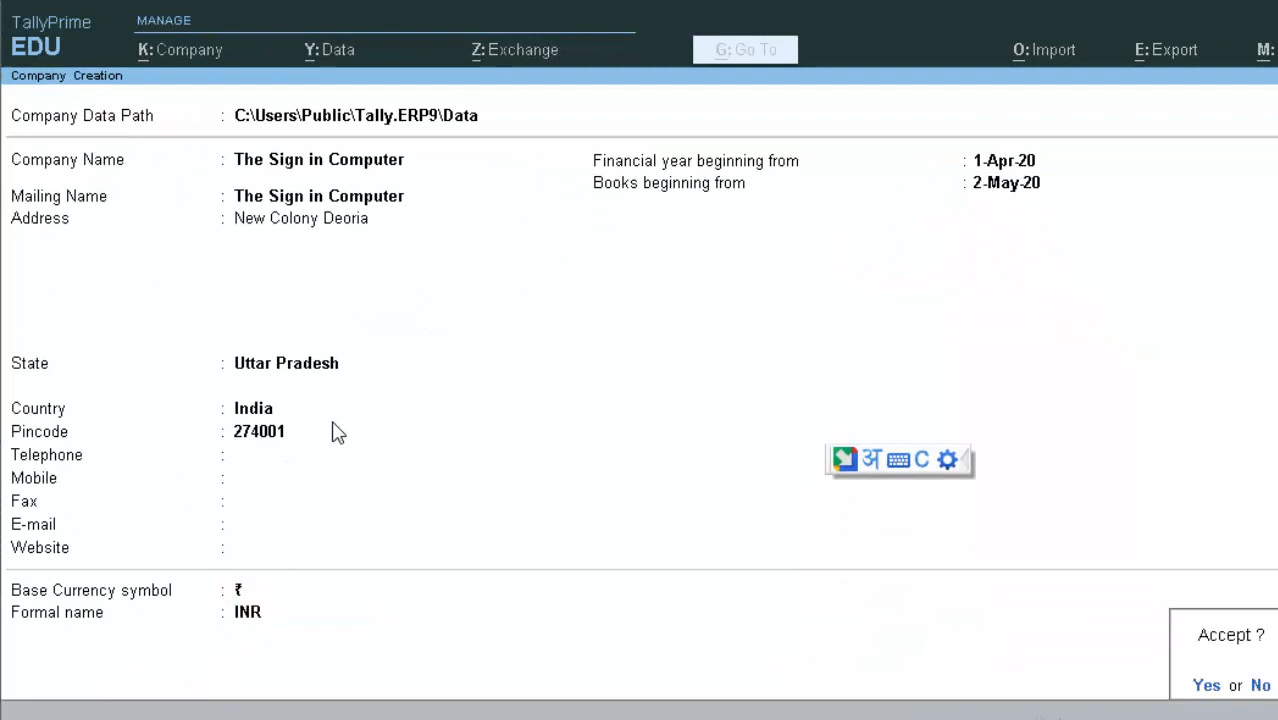 TallyPrime
EDU
MANAGE
K: Company
Y: Data
Z: Exchange
G: Go To
O: Import
E: Export
M:
Company Creation
Company Data Path : C:\Users\Public\Tally.ERP9\Data
Company Name : The Sign in Computer
Financial year beginning from : 1-Apr-20
Books beginning from : 2-May-20
Mailing Name : The Sign in Computer
Address : New Colony Deoria
State : Uttar Pradesh
Country : India
Pincode : 274001
Telephone :
Mobile :
अ C
Fax :
E-mail :
Website :
Base Currency symbol : ₹
Formal name : INR
Accept ?
Yes or No